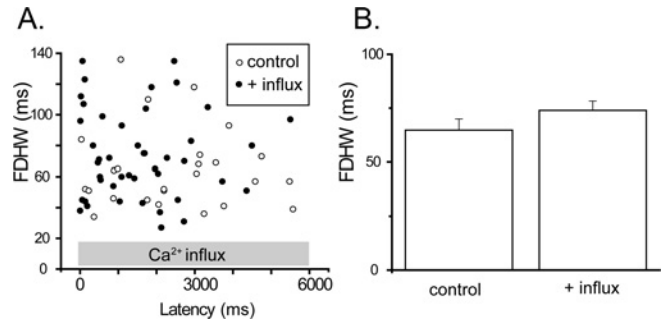 A.
140
100
60
20
0
FDHW (ms)
control
+ influx
Ca²⁺ influx
0
3000
6000
Latency (ms)
B.
100
50
0
FDHW (ms)
control
+ influx